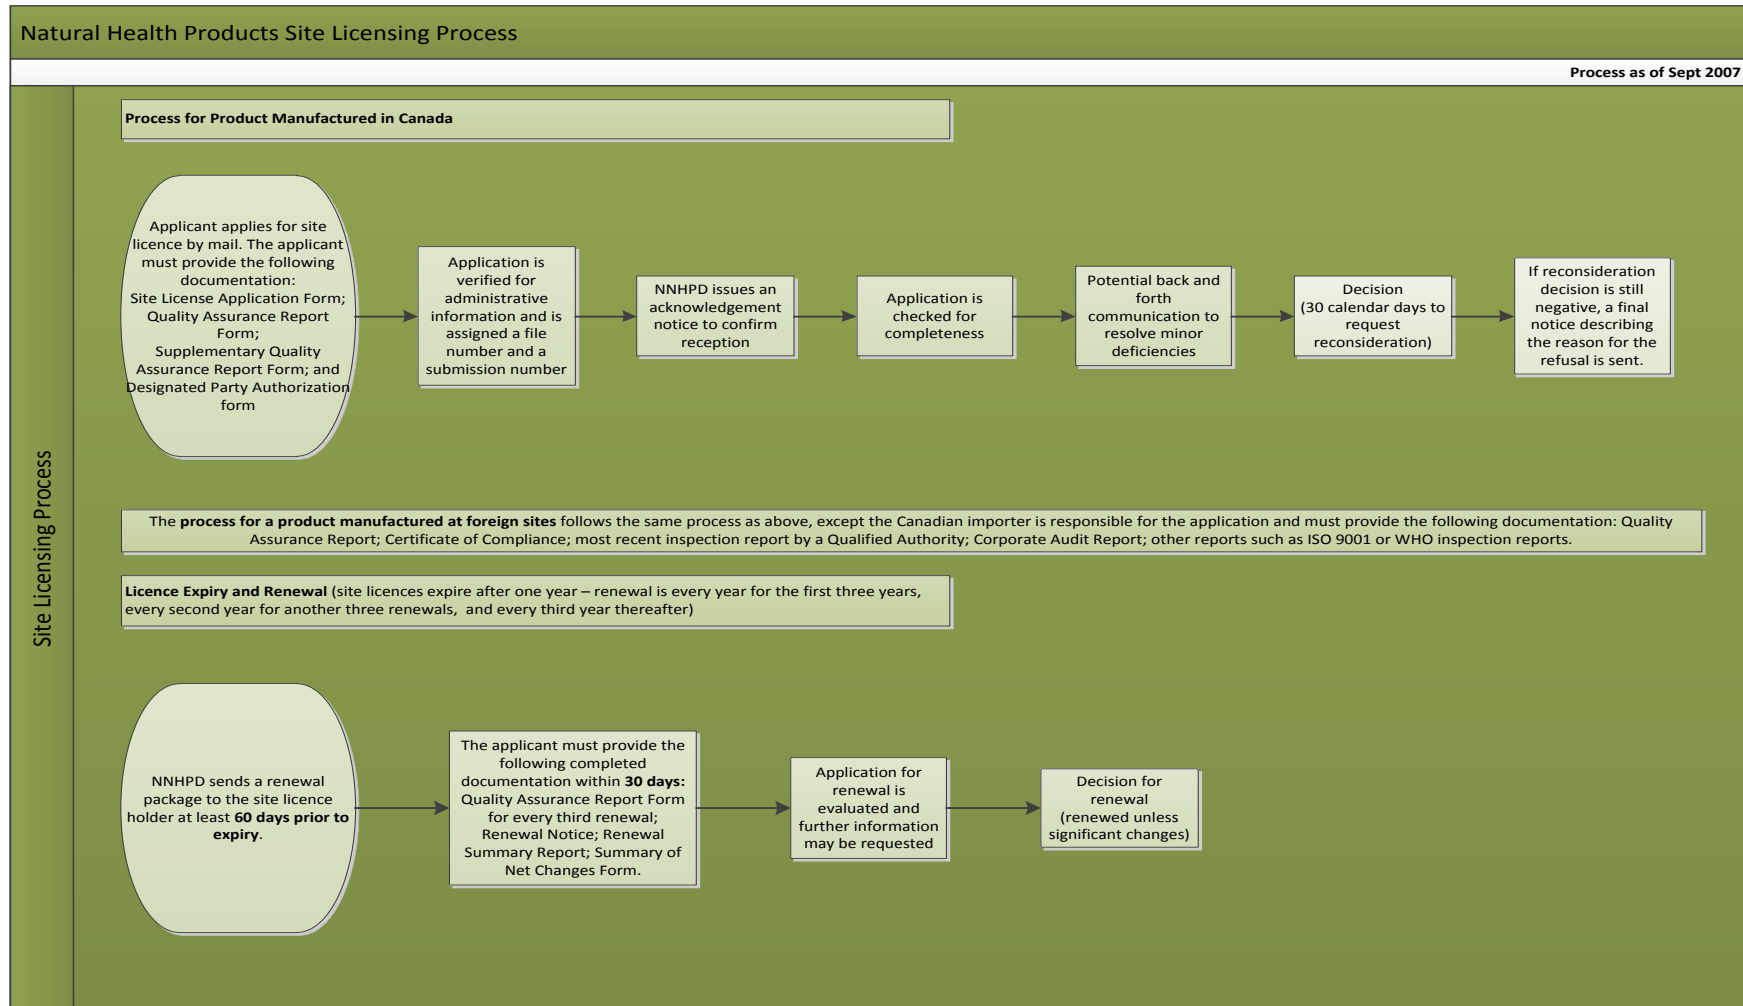 Natural Health Products Site Licensing Process
Process as of Sept 2007
Site Licensing Process
Process for Product Manufactured in Canada
Applicant applies for site
licence by mail. The applicant
must provide the following
documentation:
Site License Application Form;
Quality Assurance Report
Form;
Supplementary Quality
Assurance Report Form; and
Designated Party Authorization
form
Application is
verified for
administrative
information and is
assigned a file
number and a
submission number
NNHPD issues an
acknowledgement
notice to confirm
reception
Application is
checked for
completeness
Potential back and
forth
communication to
resolve minor
deficiencies
Decision
(30 calendar days to
request
reconsideration)
If reconsideration
decision is still
negative, a final
notice describing
the reason for the
refusal is sent.
The process for a product manufactured at foreign sites follows the same process as above, except the Canadian importer is responsible for the application and must provide the following documentation: Quality
Assurance Report; Certificate of Compliance; most recent inspection report by a Qualified Authority; Corporate Audit Report; other reports such as ISO 9001 or WHO inspection reports.
Licence Expiry and Renewal (site licences expire after one year – renewal is every year for the first three years,
every second year for another three renewals, and every third year thereafter)
NNHPD sends a renewal
package to the site licence
holder at least 60 days prior to
expiry.
The applicant must provide the
following completed
documentation within 30 days:
Quality Assurance Report Form
for every third renewal;
Renewal Notice; Renewal
Summary Report; Summary of
Net Changes Form.
Application for
renewal is
evaluated and
further information
may be requested
Decision for
renewal
(renewed unless
significant changes)